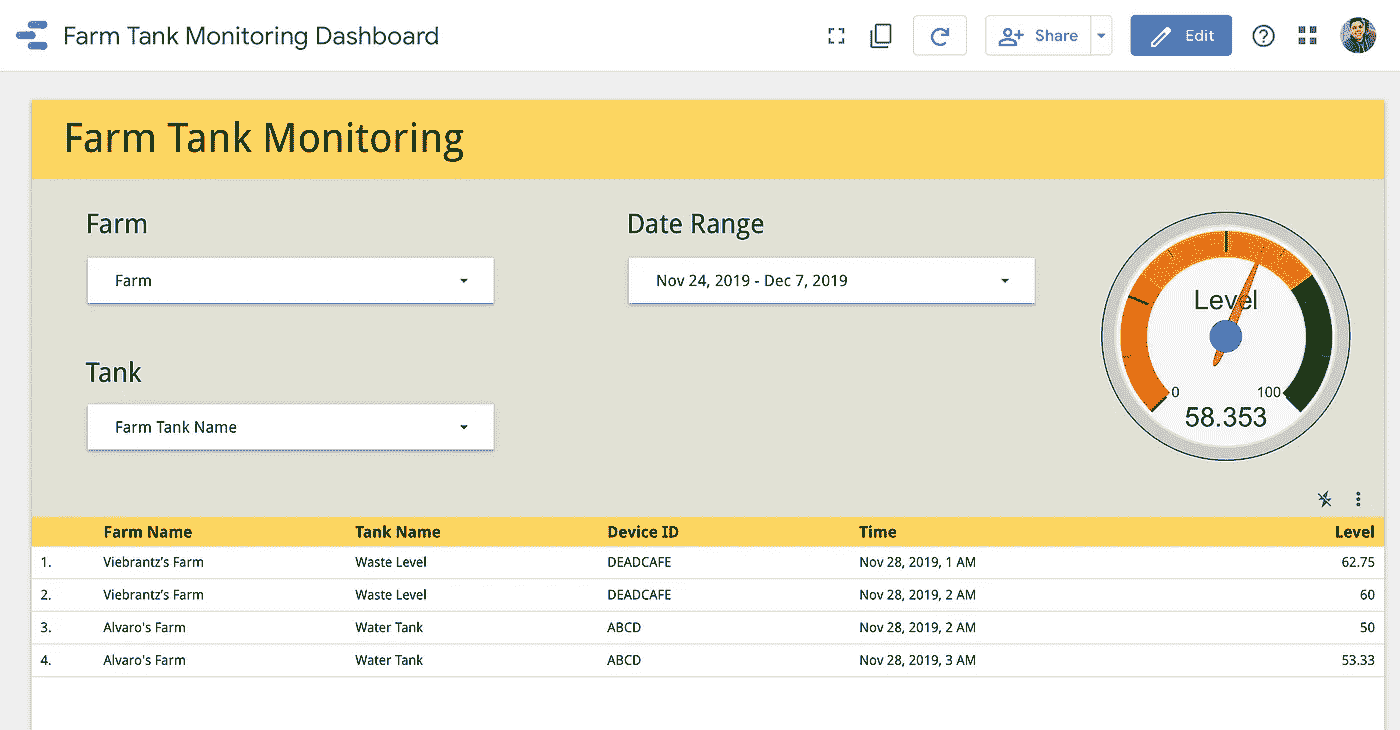 Farm Tank Monitoring Dashboard
Share
Edit
Farm Tank Monitoring
Farm
Date Range
Farm
Nov 24, 2019 - Dec 7, 2019
Level
Tank
0 100
58.353
Farm Tank Name
Farm Name Tank Name Device ID Time Level
1. Viebrantz's Farm Waste Level DEADCAFE Nov 28, 2019, 1 AM 62.75
2. Viebrantz's Farm Waste Level DEADCAFE Nov 28, 2019, 2 AM 60
3. Alvaro's Farm Water Tank ABCD Nov 28, 2019, 2 AM 50
4. Alvaro's Farm Water Tank ABCD Nov 28, 2019, 3 AM 53.33